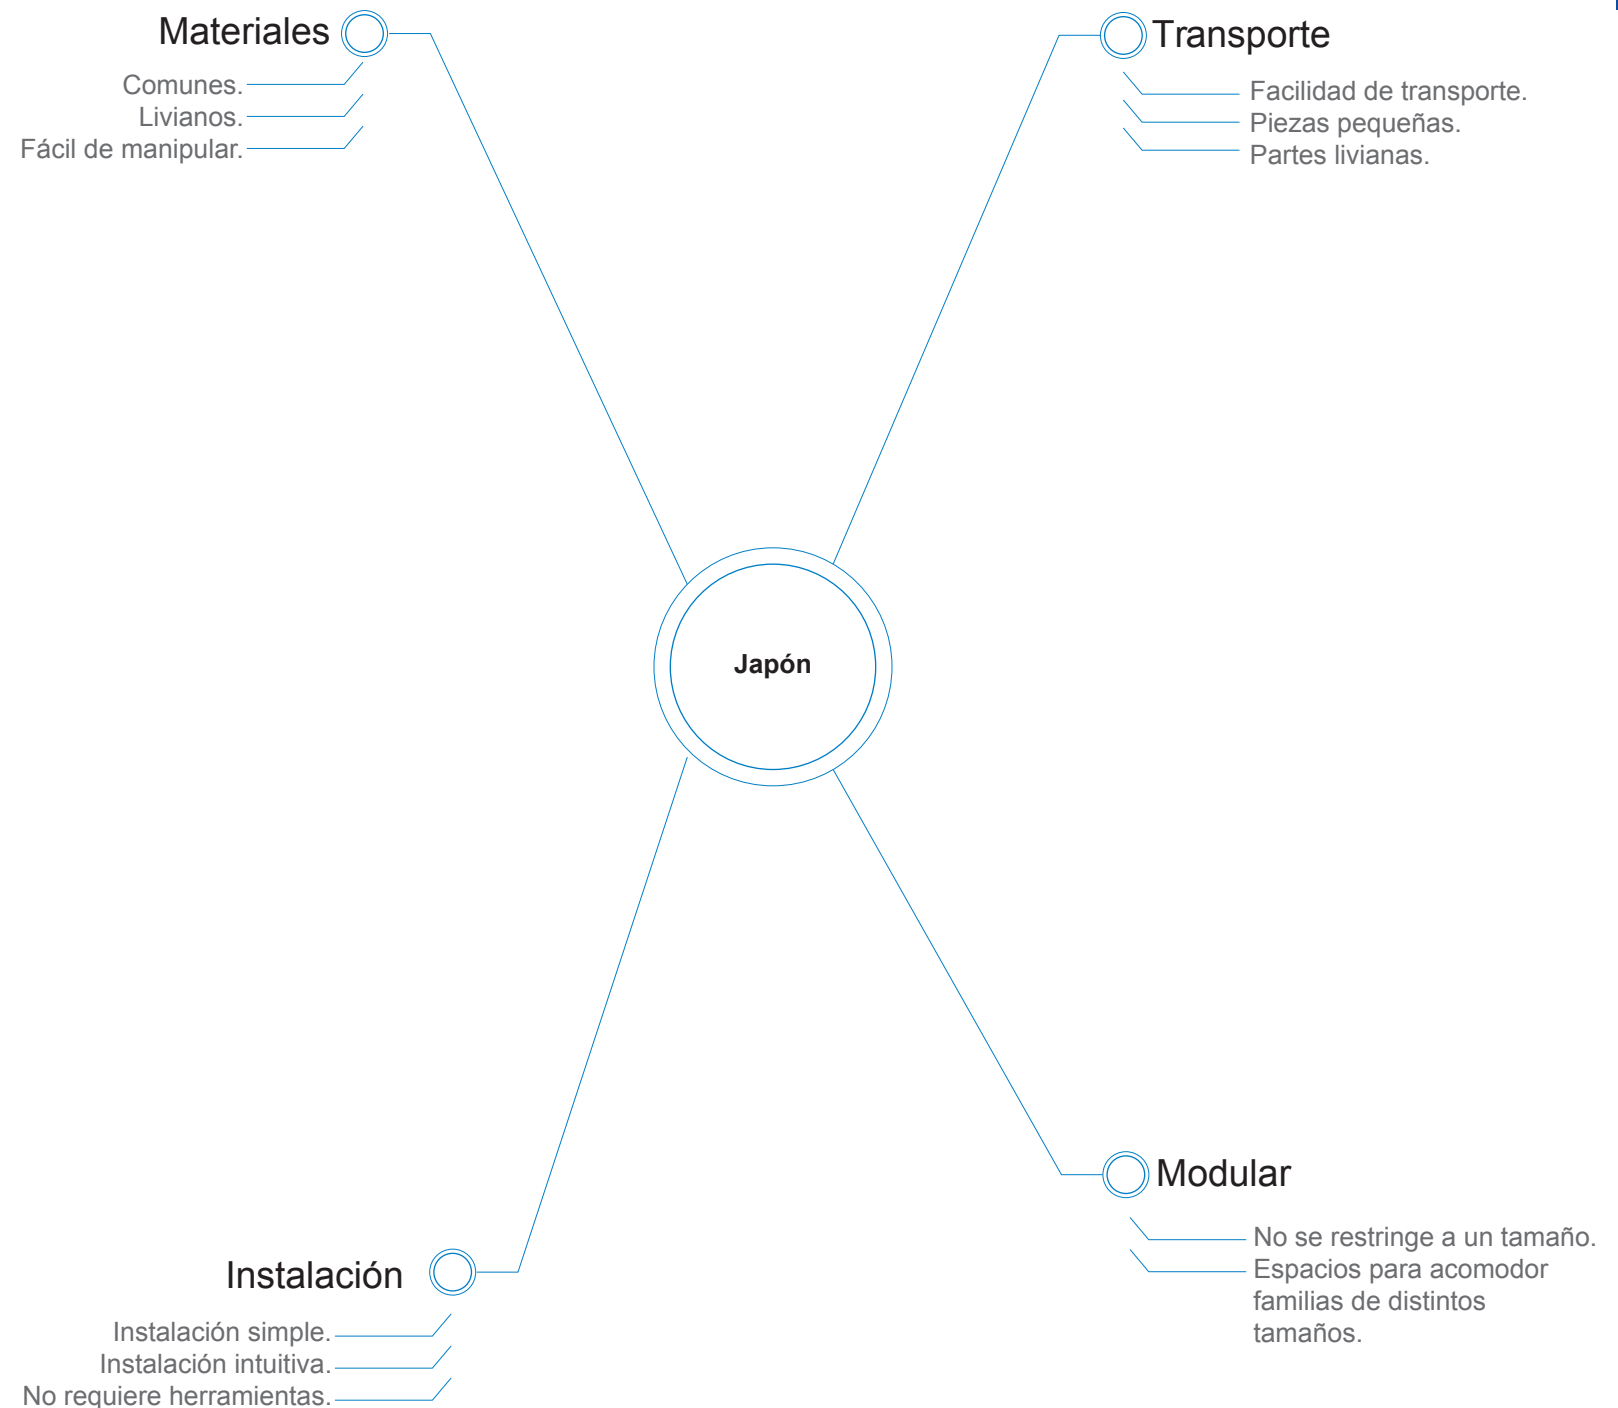 Materiales
Comunes.
Livianos.
Fácil de manipular.
Transporte
Facilidad de transporte.
Piezas pequeñas.
Partes livianas.
Japón
Modular
No se restringe a un tamaño.
Espacios para acomodor
familias de distintos
tamaños.
Instalación
Instalación simple.
Instalación intuitiva.
No requiere herramientas.